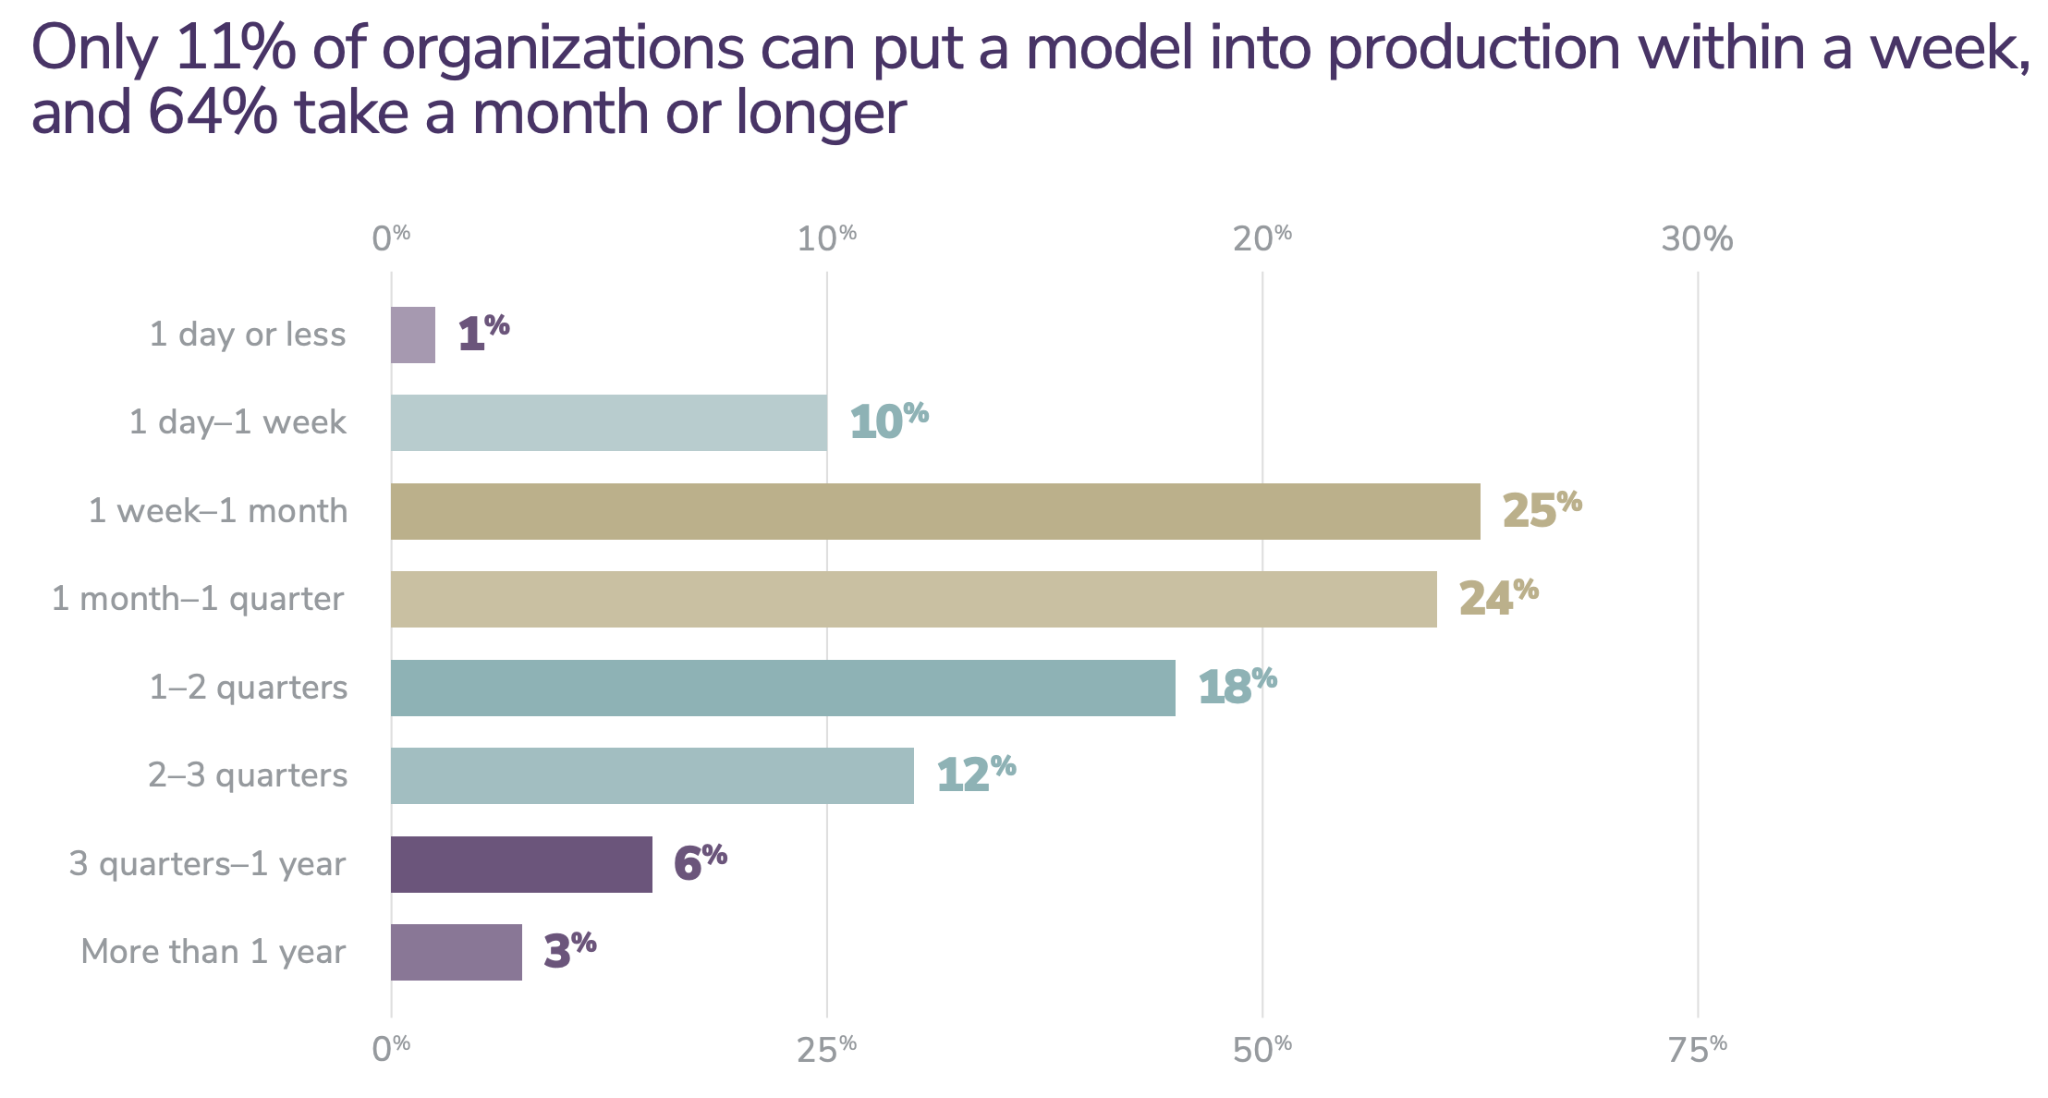 Only 11% of organizations can put a model into production within a week,
and 64% take a month or longer
0% 10% 20% 30%
1 day or less 1%
1 day–1 week 10%
1 week–1 month 25%
1 month–1 quarter 24%
1–2 quarters 18%
2–3 quarters 12%
3 quarters–1 year 6%
More than 1 year 3%
0% 25% 50% 75%